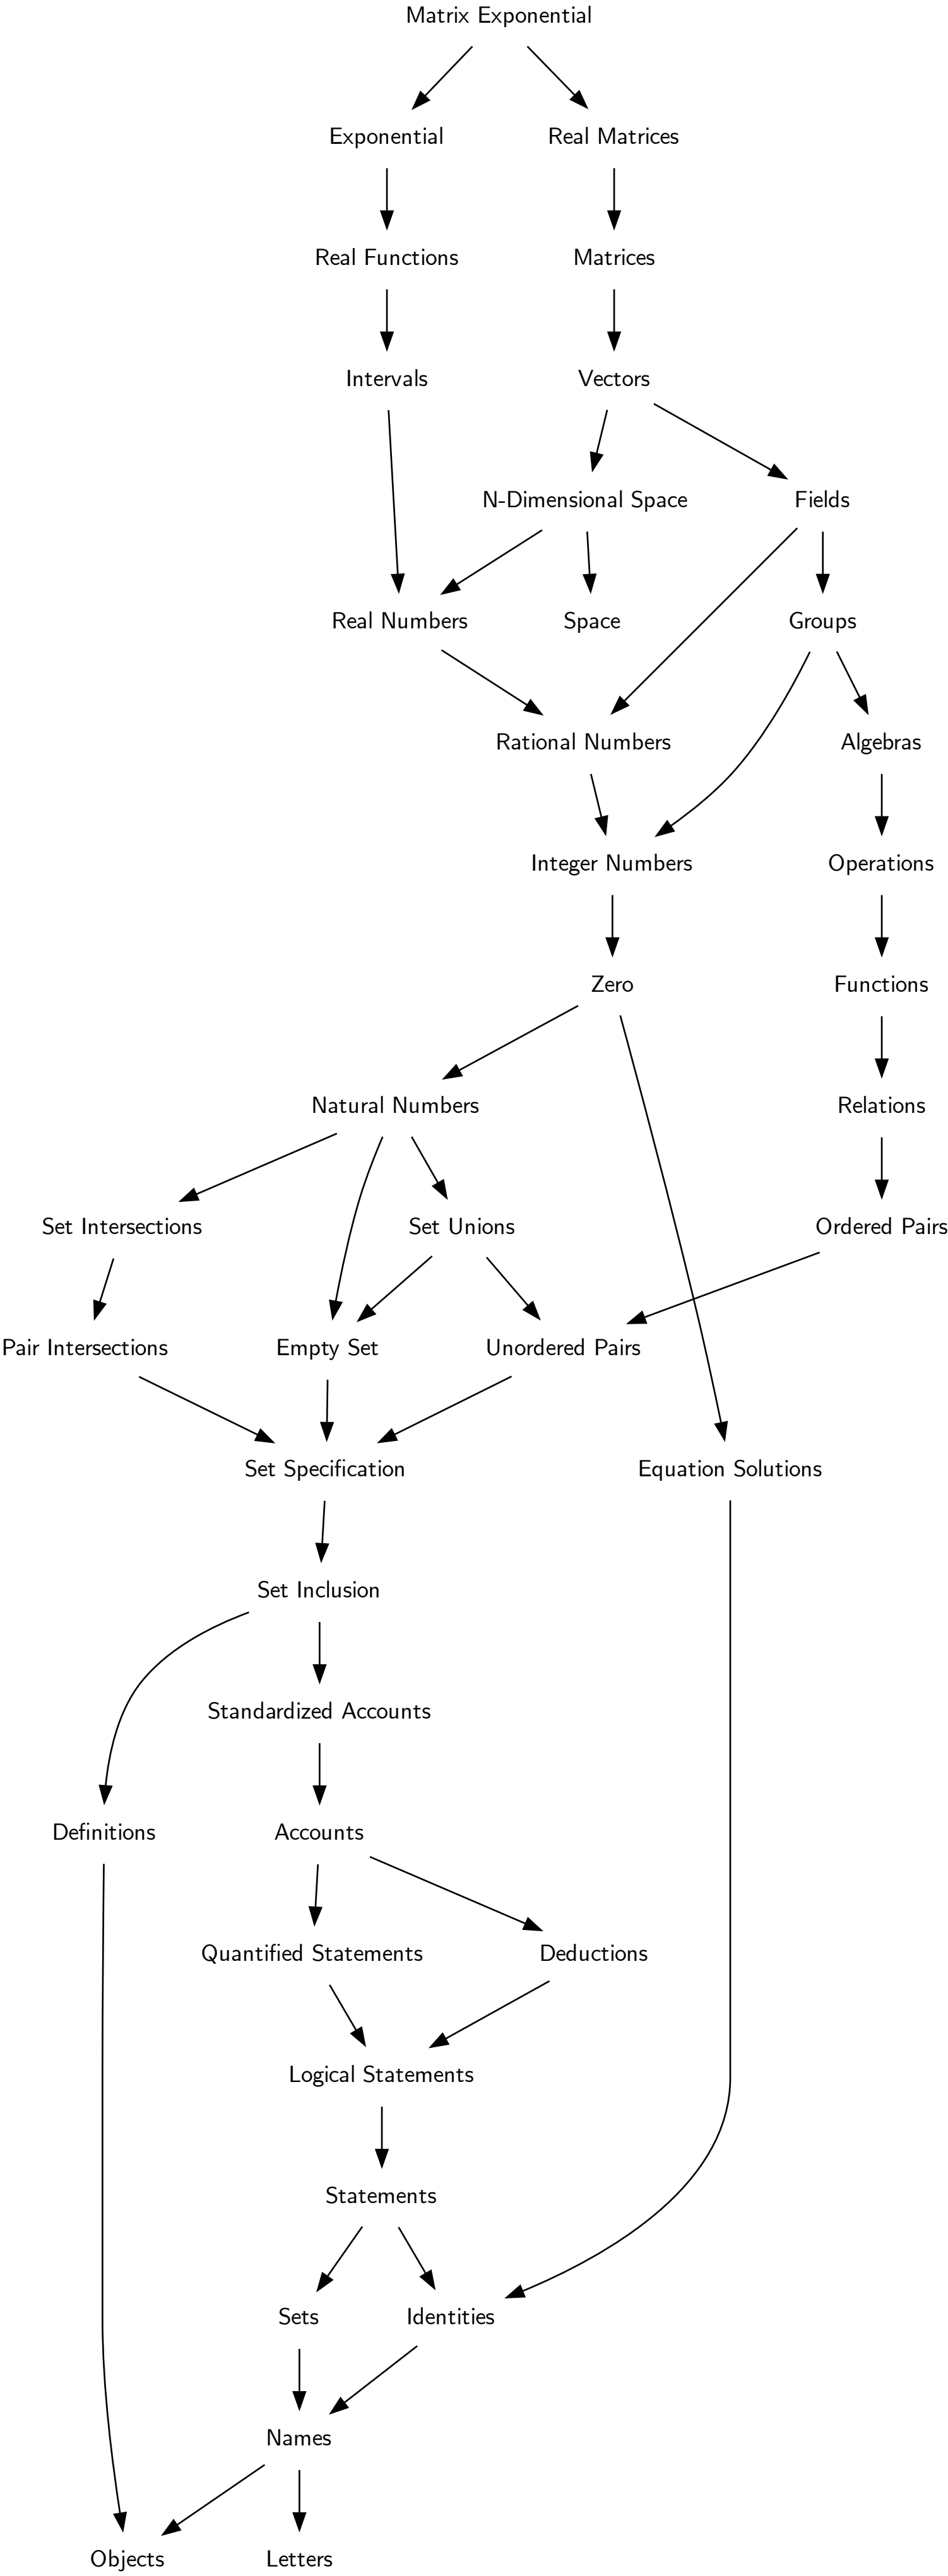 Matrix Exponential
Exponential
Real Matrices
Real Functions
Matrices
Intervals
Vectors
N-Dimensional Space
Fields
Real Numbers
Space
Groups
Rational Numbers
Algebras
Integer Numbers
Operations
Zero
Functions
Natural Numbers
Relations
Set Intersections
Set Unions
Ordered Pairs
Pair Intersections
Empty Set
Unordered Pairs
Set Specification
Equation Solutions
Set Inclusion
Standardized Accounts
Definitions
Accounts
Quantified Statements
Deductions
Logical Statements
Statements
Sets
Identities
Names
Objects
Letters